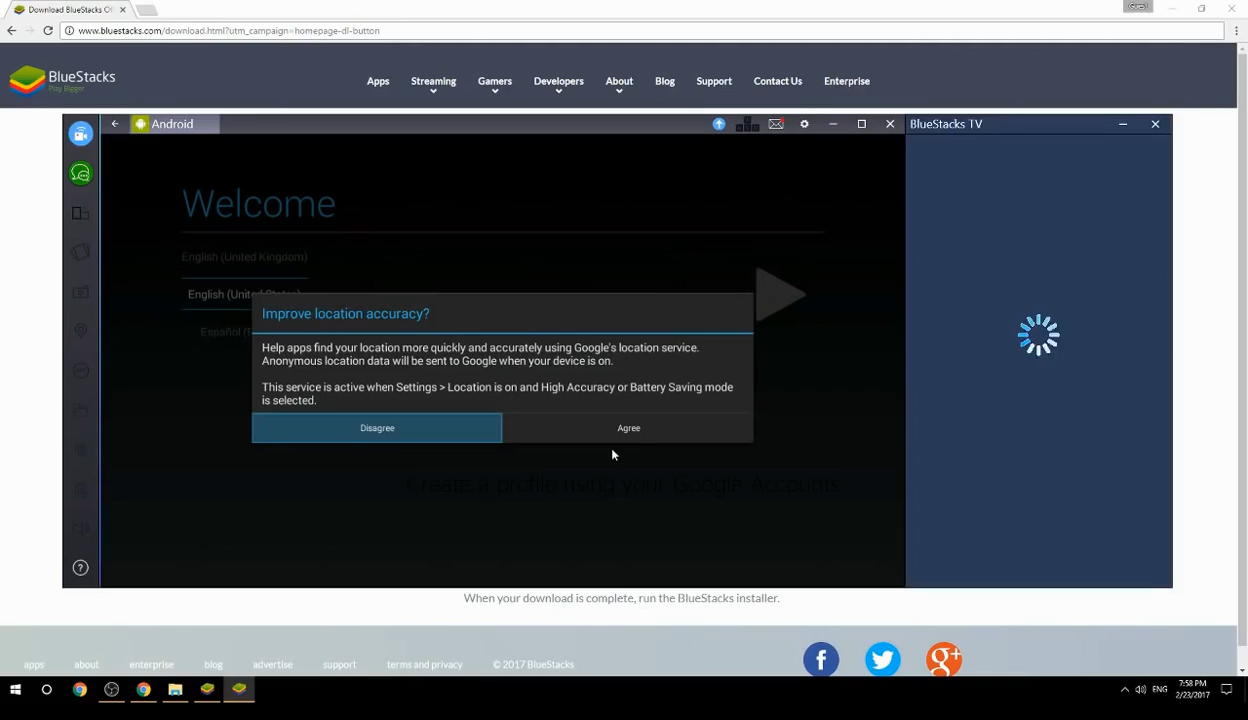 Download BlueStacks Of
Guest
www.bluestacks.com/download.html?utm_campaign=homepage-dl-button
BlueStacks
Play Bigger
Apps
Streaming
Gamers
Developers
About
Blog
Support
Contact Us
Enterprise
Android
BlueStacks TV
Welcome
English (United Kingdom)
English (United States)
Español (
Improve location accuracy?
Help apps find your location more quickly and accurately using Google's location service.
Anonymous location data will be sent to Google when your device is on.
This service is active when Settings > Location is on and High Accuracy or Battery Saving mode
is selected.
Disagree
Agree
Create a profile using your Google Accounts
?
When your download is complete, run the BlueStacks installer.
apps
about
enterprise
blog
advertise
support
terms and privacy
© 2017 BlueStacks
f
g+
ENG
7:58 PM
2/23/2017